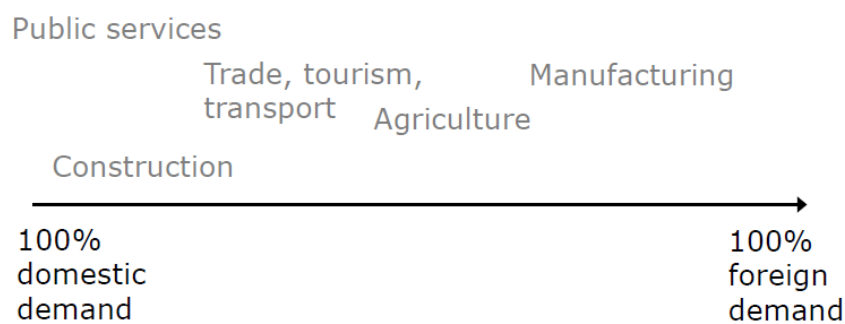 Public services
Trade, tourism,
transport
Manufacturing
Agriculture
Construction
100%
domestic
demand
100%
foreign
demand